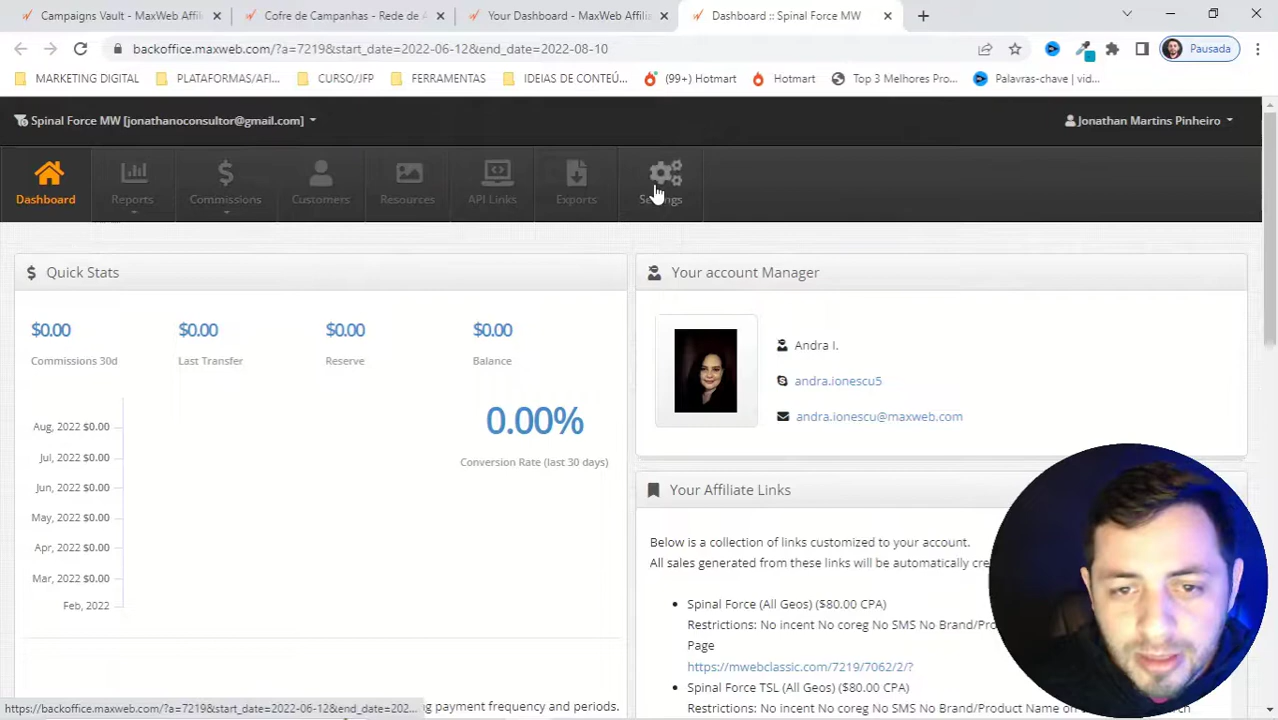 Campaigns Vault - MaxWeb Affilia
Cofre de Campanhas - Rede de A
Your Dashboard - MaxWeb Affilia
Dashboard :: Spinal Force MW
backoffice.maxweb.com/?a=7219&start_date=2022-06-12&end_date=2022-08-10
Pausada
MARKETING DIGITAL
PLATAFORMAS/AFI...
CURSO/JFP
FERRAMENTAS
IDEIAS DE CONTEÚ...
(99+) Hotmart
Hotmart
Top 3 Melhores Pro...
Palavras-chave | vid...
Spinal Force MW [jonathanoconsultor@gmail.com]
Jonathan Martins Pinheiro
Dashboard
Reports
Commissions
Customers
Resources
API Links
Exports
Settings
Quick Stats
$0.00
$0.00
$0.00
$0.00
Commissions 30d
Last Transfer
Reserve
Balance
0.00%
Conversion Rate (last 30 days)
Aug, 2022 $0.00
Jul, 2022 $0.00
Jun, 2022 $0.00
May, 2022 $0.00
Apr, 2022 $0.00
Mar, 2022 $0.00
Feb, 2022
Your account Manager
Andra I.
andra.ionescu5
andra.ionescu@maxweb.com
Your Affiliate Links
Below is a collection of links customized to your account.
All sales generated from these links will be automatically
Spinal Force (All Geos) ($80.00 CPA)
Restrictions: No incent No coreg No SMS No
Page
https://mwebclassic.com/7219/7062/2/?
Spinal Force TSL (All Geos) ($80.00 CPA)
Restrictions: No incent No coreg No SMS No Brand/Product Name on
payment frequency and periods.
https://backoffice.maxweb.com/?a=7219&start_date=2022-06-12&end_date=202...